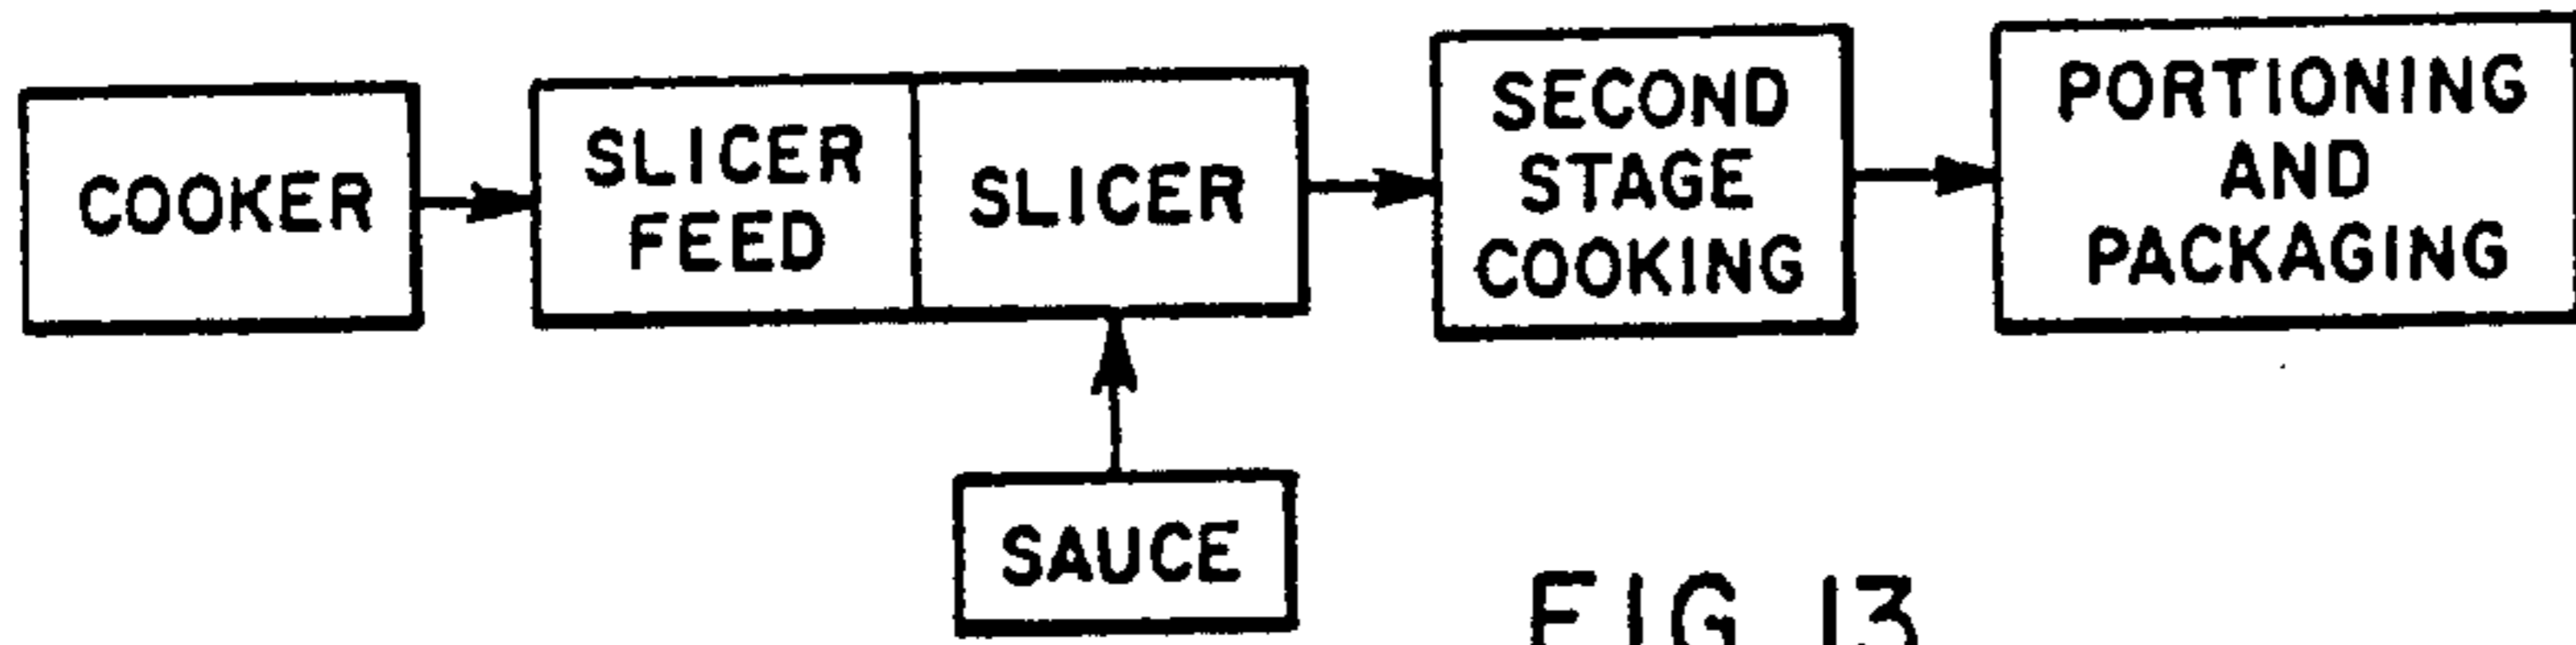 COOKER
SLICER
FEED
SLICER
SECOND
STAGE
COOKING
PORTIONING
AND
PACKAGING
SAUCE
FIG 13